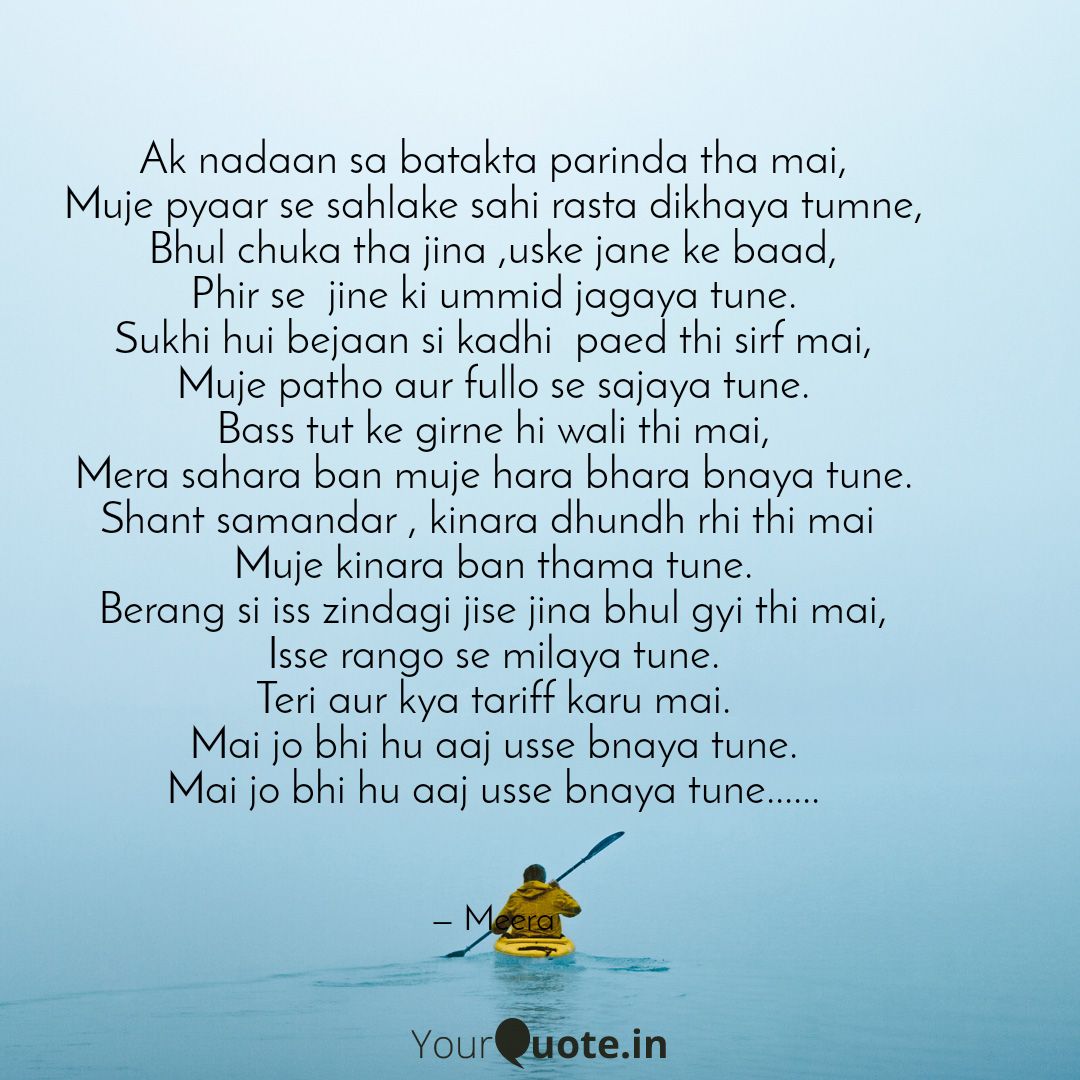 Ak nadaan sa batakta parinda tha mai,
Muje pyaar se sahlake sahi rasta dikhaya tumne,
Bhul chuka tha jina ,uske jane ke baad,
Phir se  jine ki ummid jagaya tune.
Sukhi hui bejaan si kadhi  paed thi sirf mai,
Muje patho aur fullo se sajaya tune.
Bass tut ke girne hi wali thi mai,
Mera sahara ban muje hara bhara bnaya tune.
Shant samandar , kinara dhundh rhi thi mai
Muje kinara ban thama tune.
Berang si iss zindagi jise jina bhul gyi thi mai,
Isse rango se milaya tune.
Teri aur kya tariff karu mai.
Mai jo bhi hu aaj usse bnaya tune.
Mai jo bhi hu aaj usse bnaya tune......
– Meera
YourQuote.in